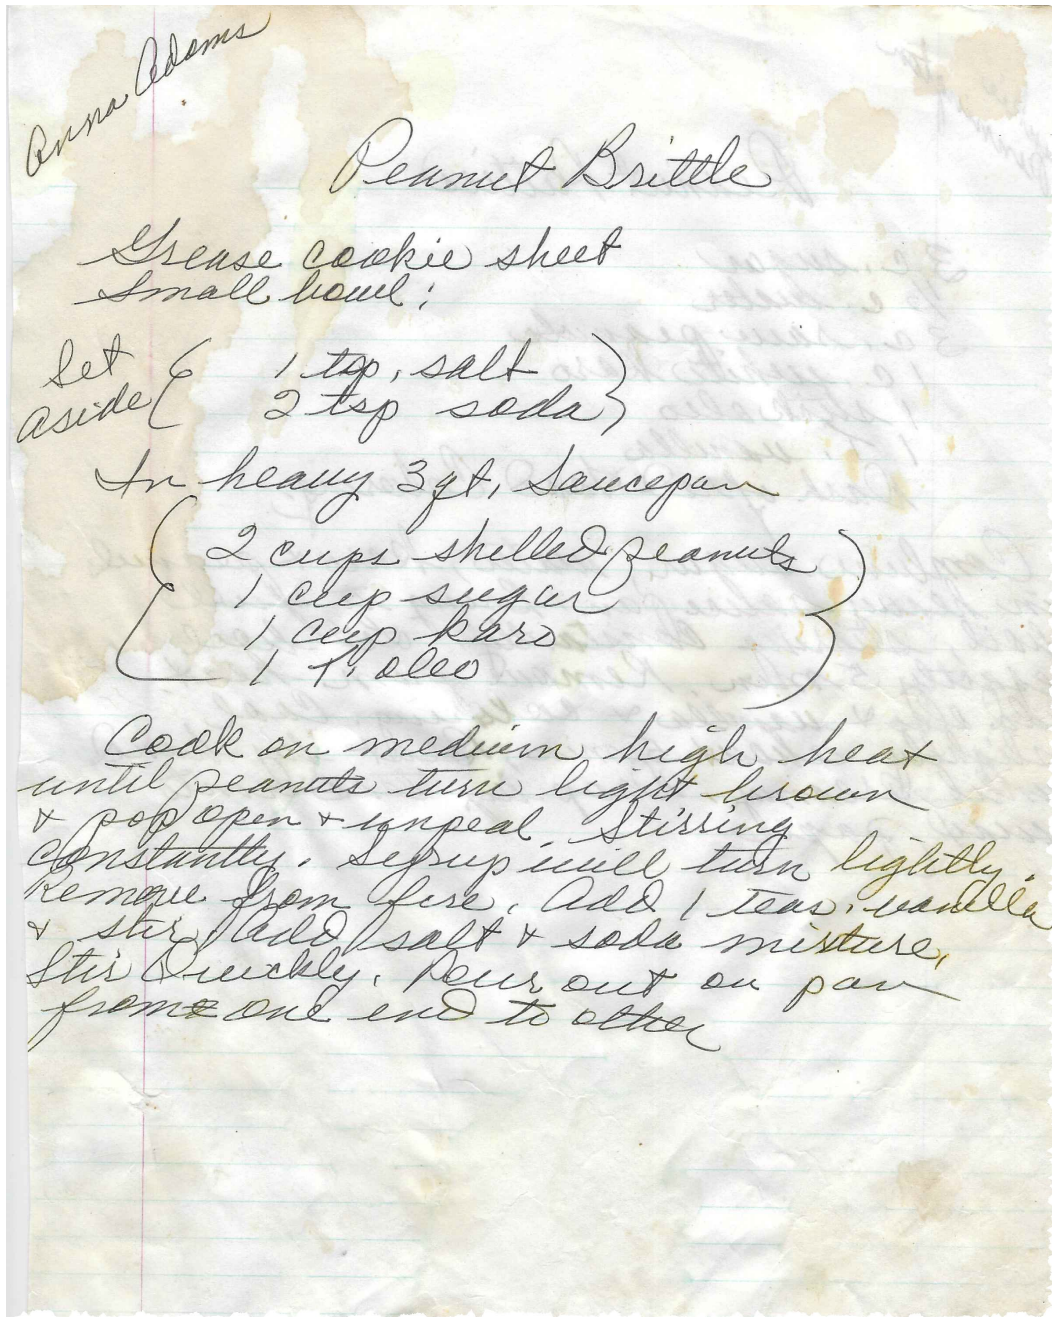 Anna Adams
Peanut Brittle
Grease cookie sheet
Small bowl:
Set aside
1 tsp. salt
2 tsp soda
In heavy 3 qt. Saucepan
2 cups shelled peanuts
1 cup sugar
1 cup karo
1 T. oleo
Cook on medium high heat
until peanuts turn light brown
& pop open & unpeal Stirring
constantly. Syrup will turn lightly.
Remove from fire. Add 1 teas. vanilla
& stir. Add salt & soda mixture.
Stir Quickly. Pour out on pan
from one end to other